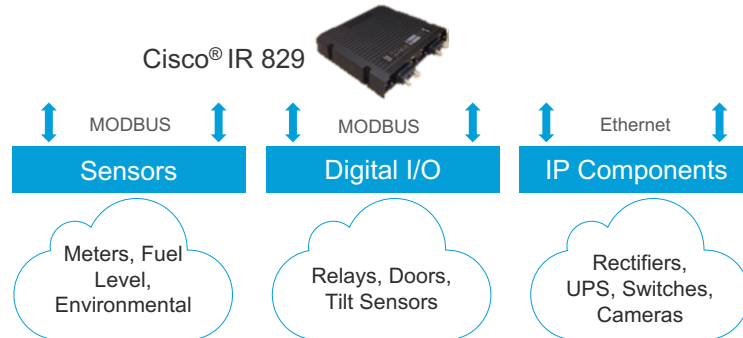 Cisco® IR 829
MODBUS
MODBUS
Ethernet
Sensors
Digital I/O
IP Components
Meters, Fuel
Level,
Environmental
Relays, Doors,
Tilt Sensors
Rectifiers,
UPS, Switches,
Cameras